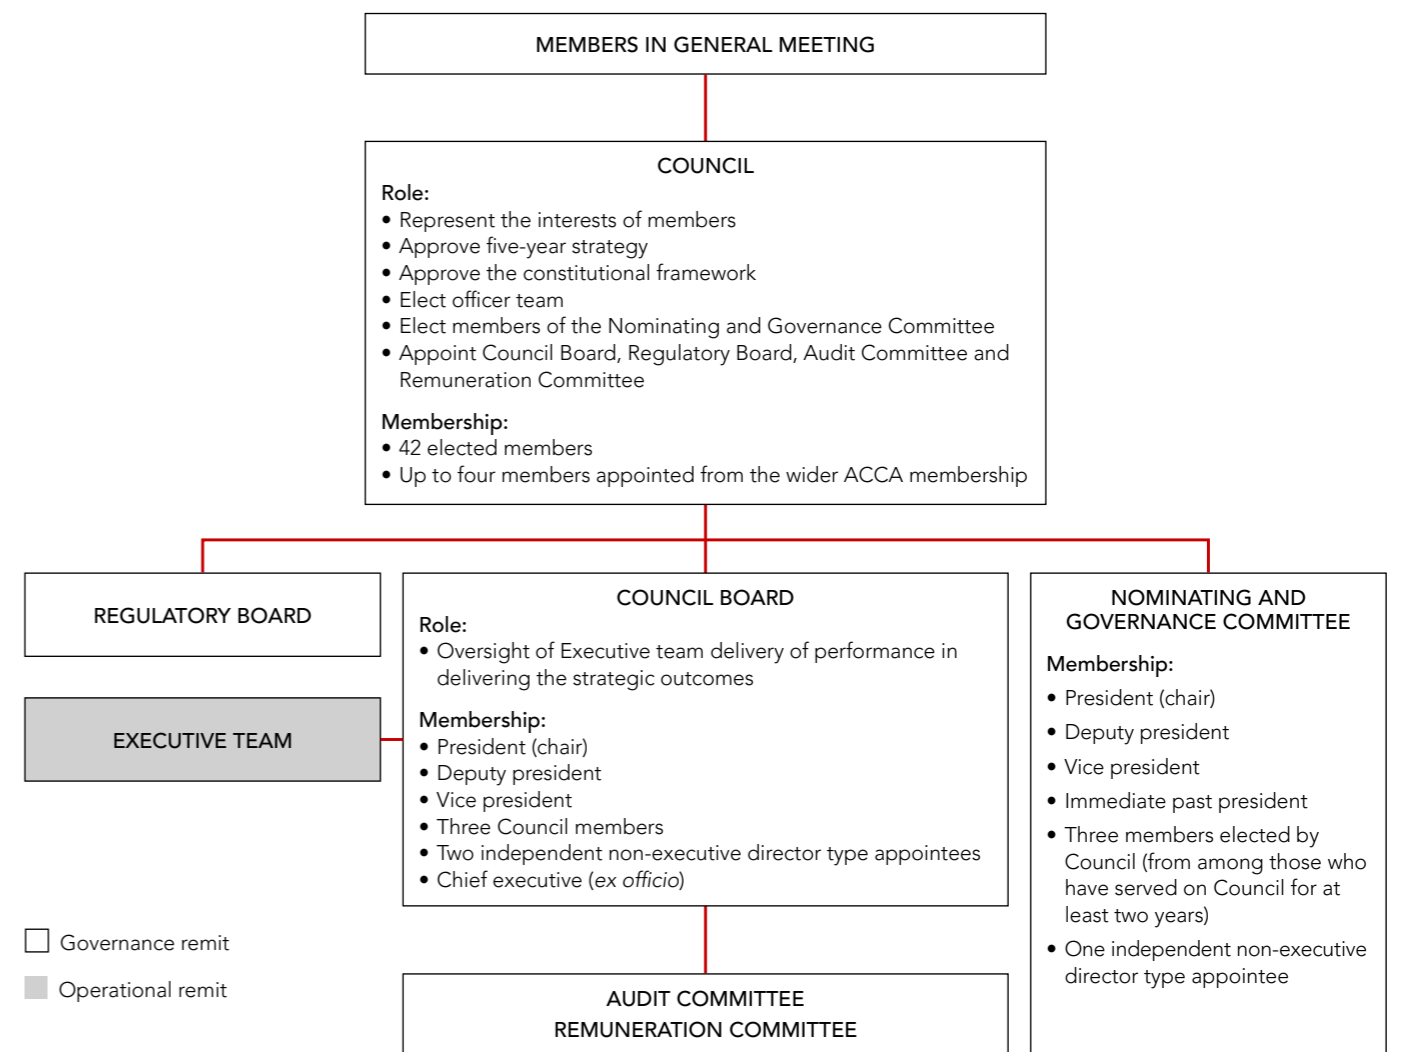 MEMBERS IN GENERAL MEETING
COUNCIL
Role:
• Represent the interests of members
• Approve five-year strategy
• Approve the constitutional framework
• Elect officer team
• Elect members of the Nominating and Governance Committee
• Appoint Council Board, Regulatory Board, Audit Committee and
Remuneration Committee
Membership:
• 42 elected members
• Up to four members appointed from the wider ACCA membership
REGULATORY BOARD
EXECUTIVE TEAM
COUNCIL BOARD
Role:
• Oversight of Executive team delivery of performance in
delivering the strategic outcomes
Membership:
• President (chair)
• Deputy president
• Vice president
• Three Council members
• Two independent non-executive director type appointees
• Chief executive (ex officio)
NOMINATING AND
GOVERNANCE COMMITTEE
Membership:
• President (chair)
• Deputy president
• Vice president
• Immediate past president
• Three members elected by
Council (from among those who
have served on Council for at
least two years)
• One independent non-executive
director type appointee
Governance remit
Operational remit
AUDIT COMMITTEE
REMUNERATION COMMITTEE